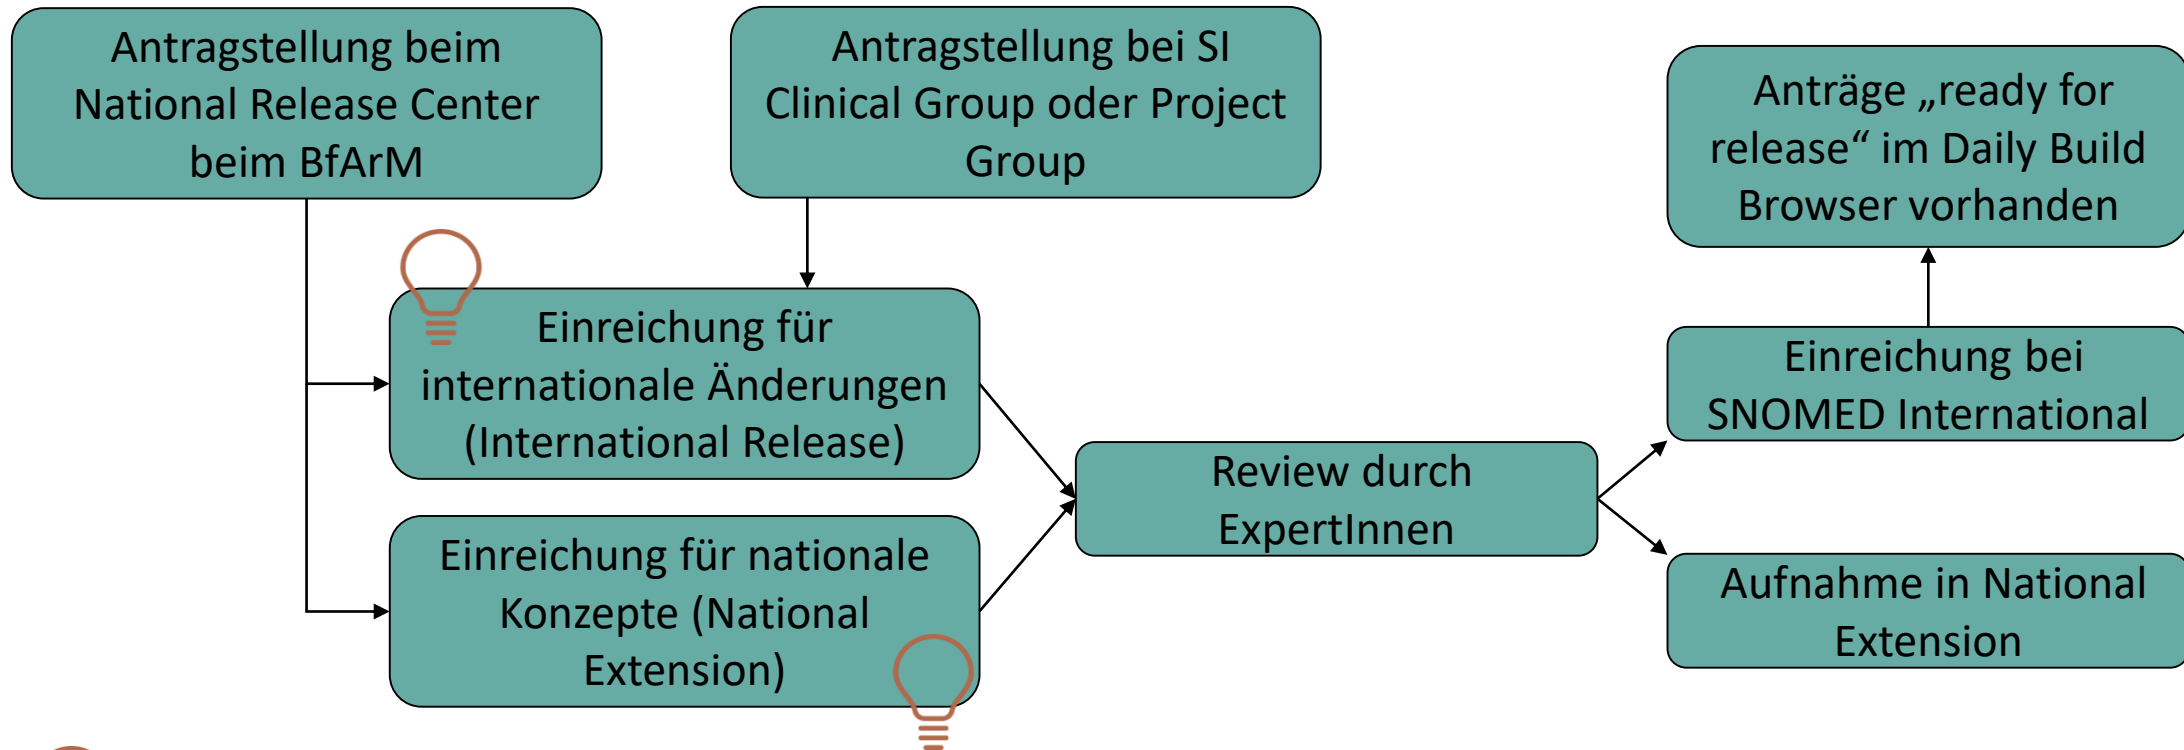 Antragstellung beim
National Release Center
beim BfArM
Antragstellung bei SI
Clinical Group oder Project
Group
Anträge „ready for
release“ im Daily Build
Browser vorhanden
Einreichung für
internationale Änderungen
(International Release)
Einreichung bei
SNOMED International
Review durch
ExpertInnen
Einreichung für nationale
Konzepte (National
Extension)
Aufnahme in National
Extension